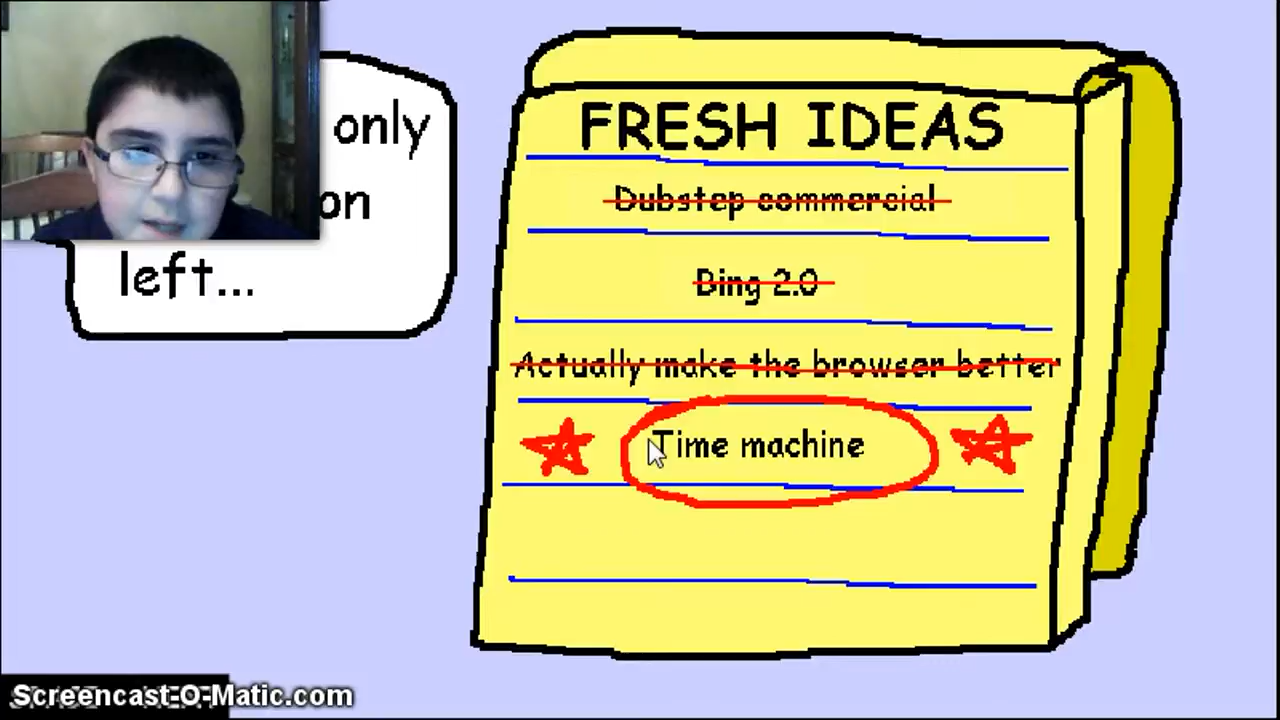 only
on
left...
FRESH IDEAS
Dubstep commercial
Bing 2.0
Actually make the browser better
Time machine
Screencast-O-Matic.com